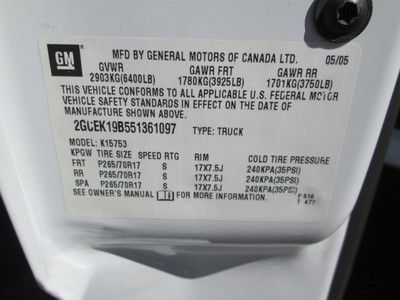 GM
MFD BY GENERAL MOTORS OF CANADA LTD. 05/05
GVWR GAWR FRT GAWR RR
2903KG(6400LB) 1780KG(3925LB) 1701KG(3750LB)
THIS VEHICLE CONFORMS TO ALL APPLICABLE U.S. FEDERAL MOTOR
VEHICLE SAFETY STANDARDS IN EFFECT ON THE DATE OF
MANUFACTURE SHOWN ABOVE.
2GCEK19B551361097 TYPE: TRUCK
MODEL: K15753
KPGW TIRE SIZE SPEED RTG RIM COLD TIRE PRESSURE
FRT P265/70R17 S 17X7.5J 240KPA(35PSI)
RR P265/70R17 S 17X7.5J 240KPA(35PSI)
SPA P265/70R17 S 17X7.5J 240KPA(35PSI)
SEE OWNER'S MANUAL FOR MORE INFORMATION.